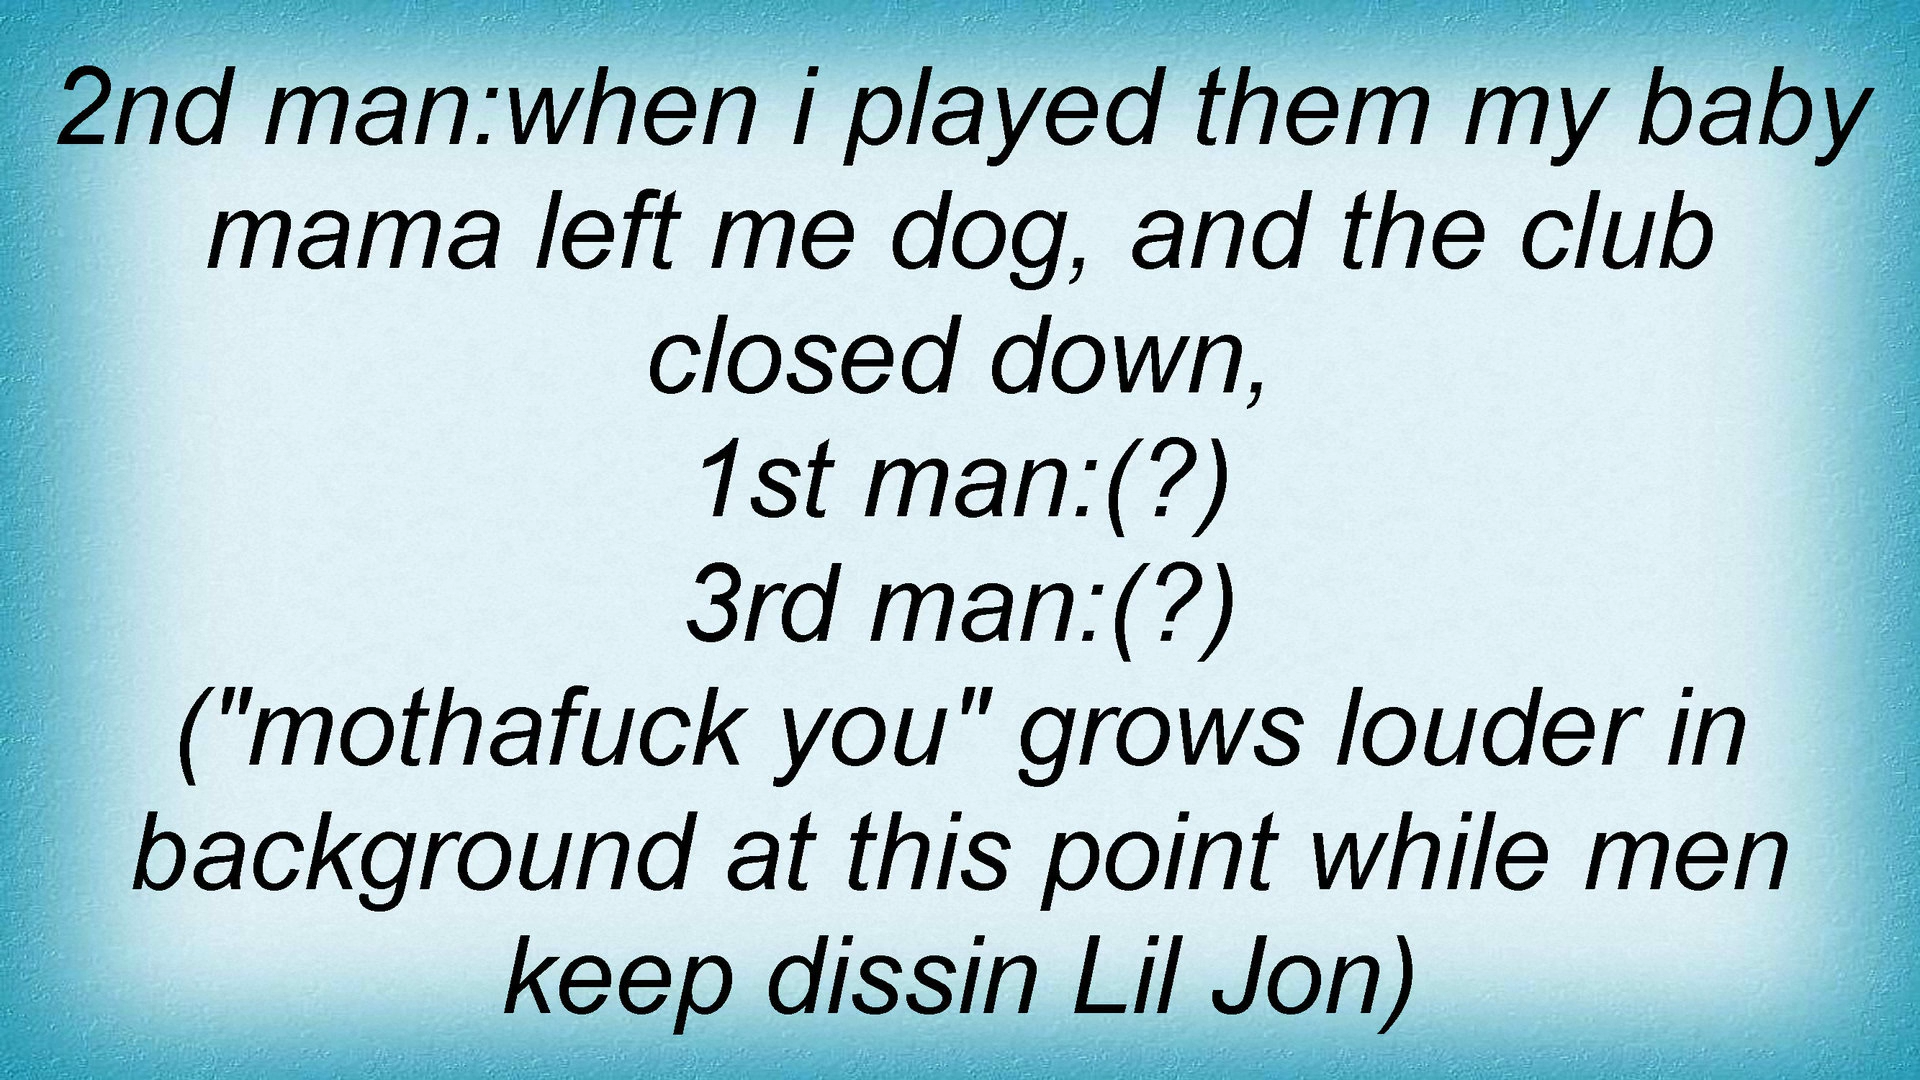 2nd man:when i played them my baby
mama left me dog, and the club
closed down,
1st man:(?)
3rd man:(?)
("mothafuck you" grows louder in
background at this point while men
keep dissin Lil Jon)